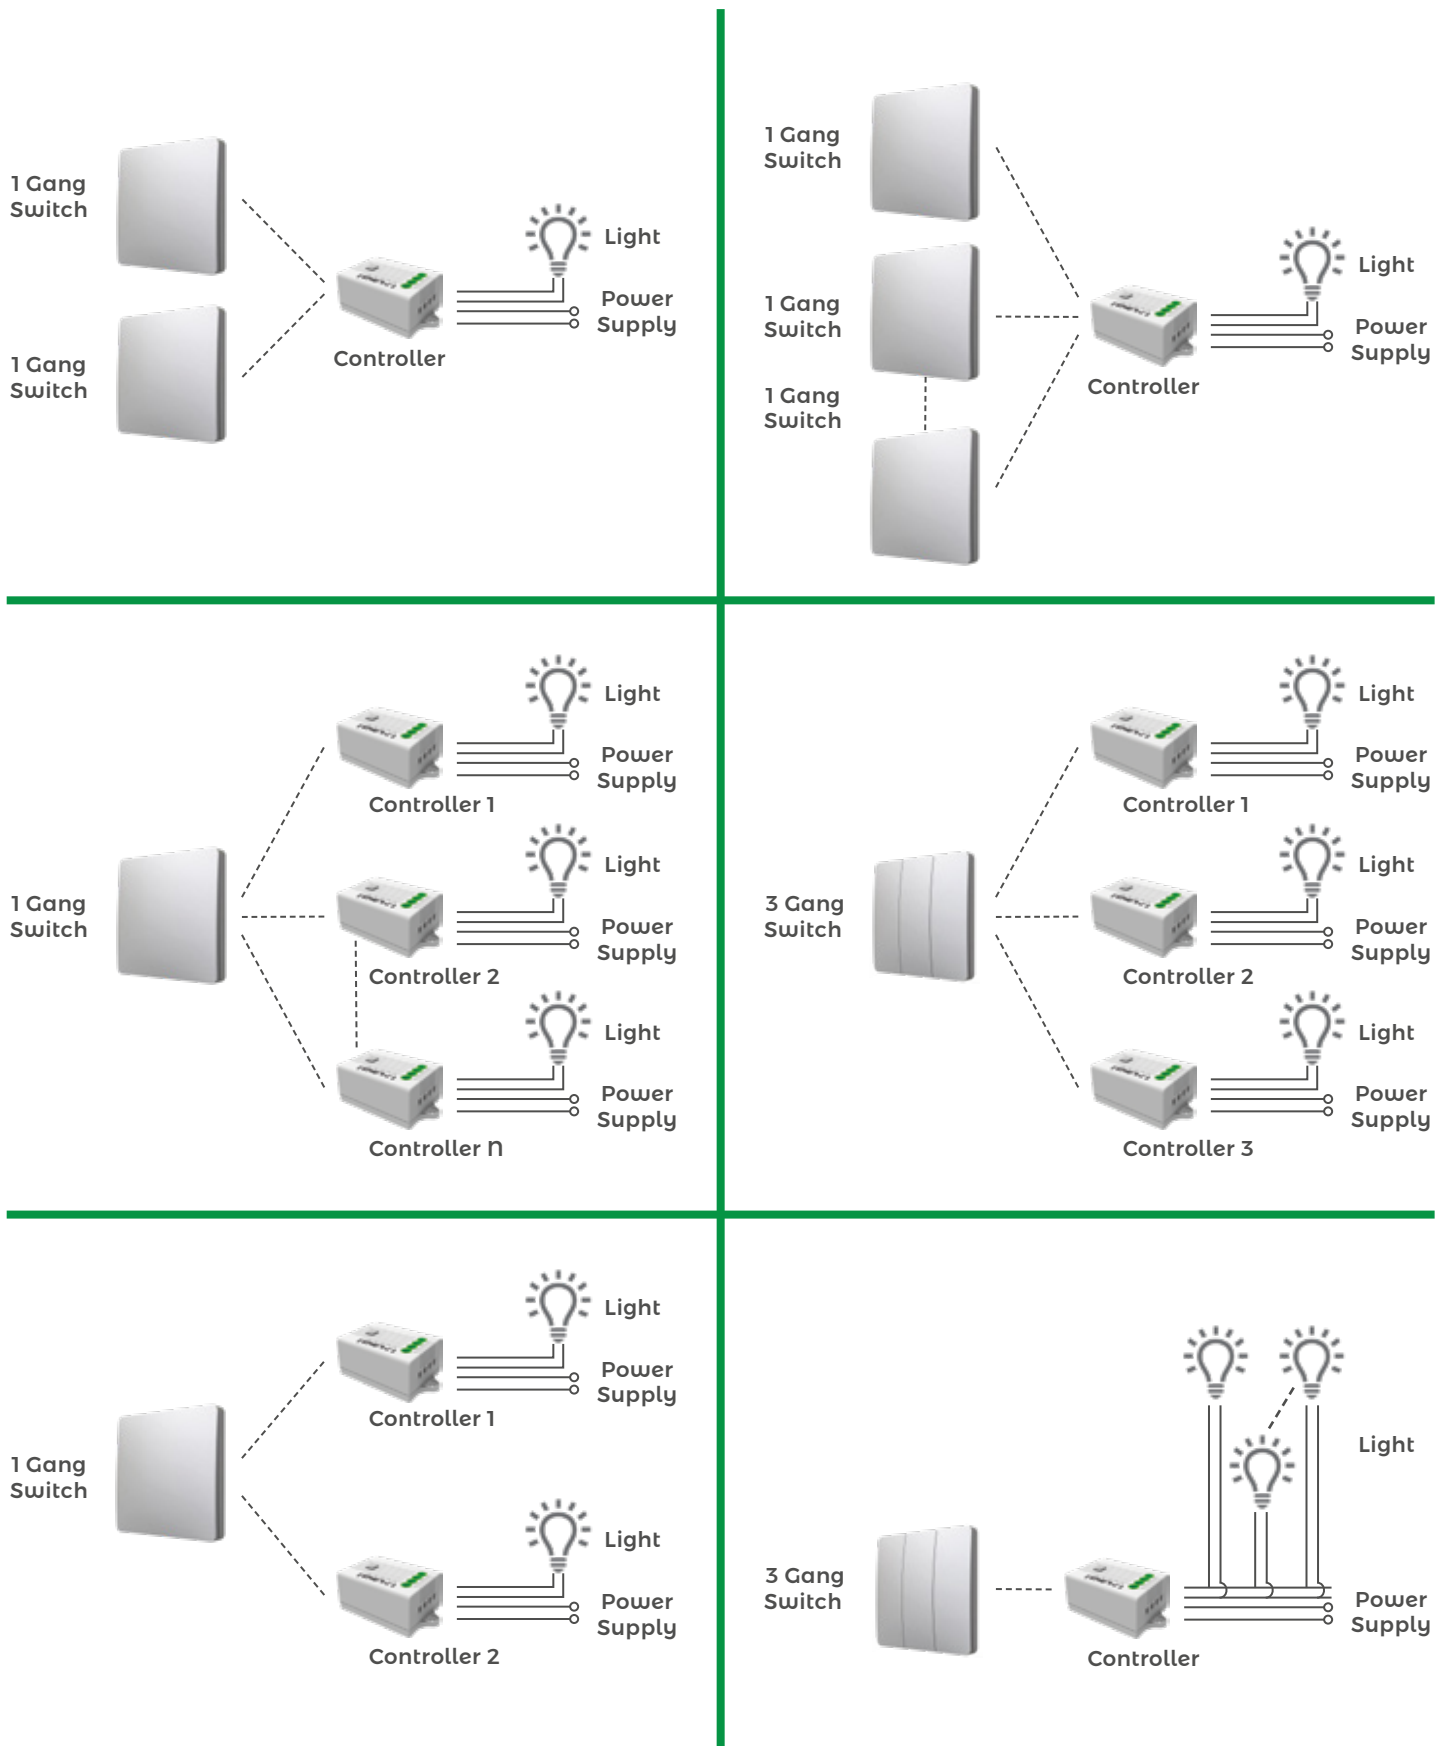 1 Gang
Switch
1 Gang
Switch
Controller
Light
Power
Supply
1 Gang
Switch
1 Gang
Switch
1 Gang
Switch
Controller
Light
Power
Supply
1 Gang
Switch
Light
Power
Supply
Controller 1
Light
Power
Supply
Controller 2
Light
Power
Supply
Controller n
3 Gang
Switch
Light
Power
Supply
Controller 1
Light
Power
Supply
Controller 2
Light
Power
Supply
Controller 3
1 Gang
Switch
Light
Power
Supply
Controller 1
Light
Power
Supply
Controller 2
3 Gang
Switch
Controller
Light
Power
Supply